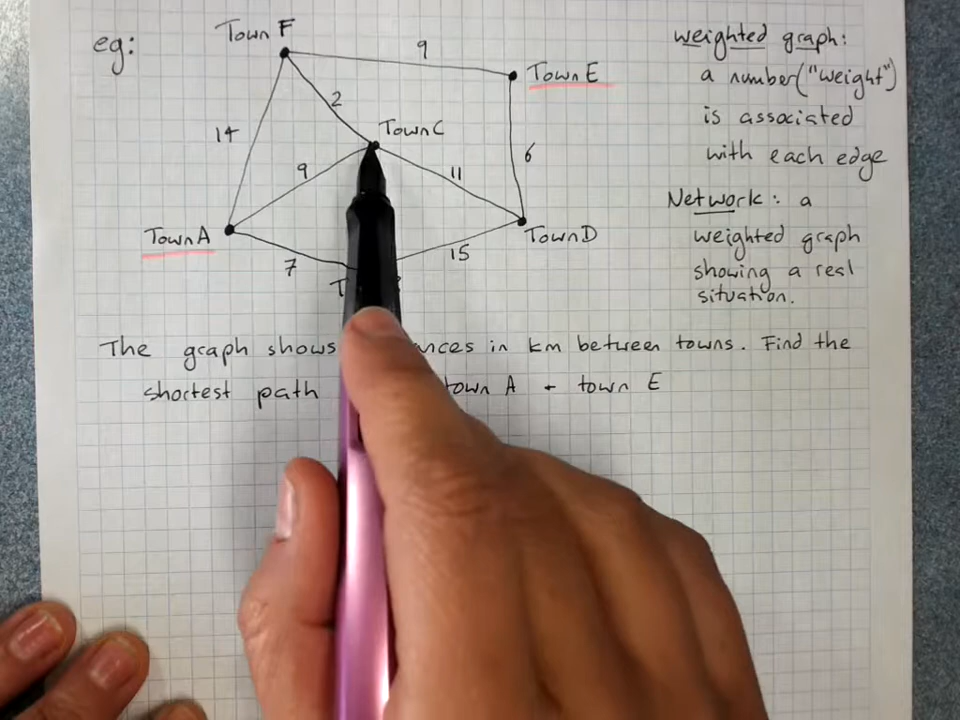 eg:
Town F
9
Town E
2
Town C
14
9
11
6
Town A
Town D
7
15
T
weighted graph:
a number ("weight")
is associated
with each edge
Network: a
weighted graph
showing a real
situation.
The graph shows in km between towns. Find the
shortest path town A + town E